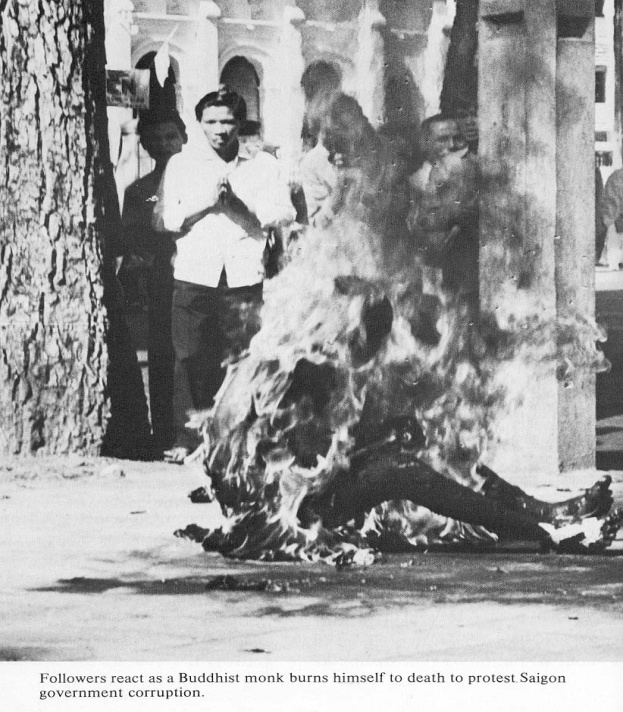 Followers react as a Buddhist monk burns himself to death to protest Saigon
government corruption.